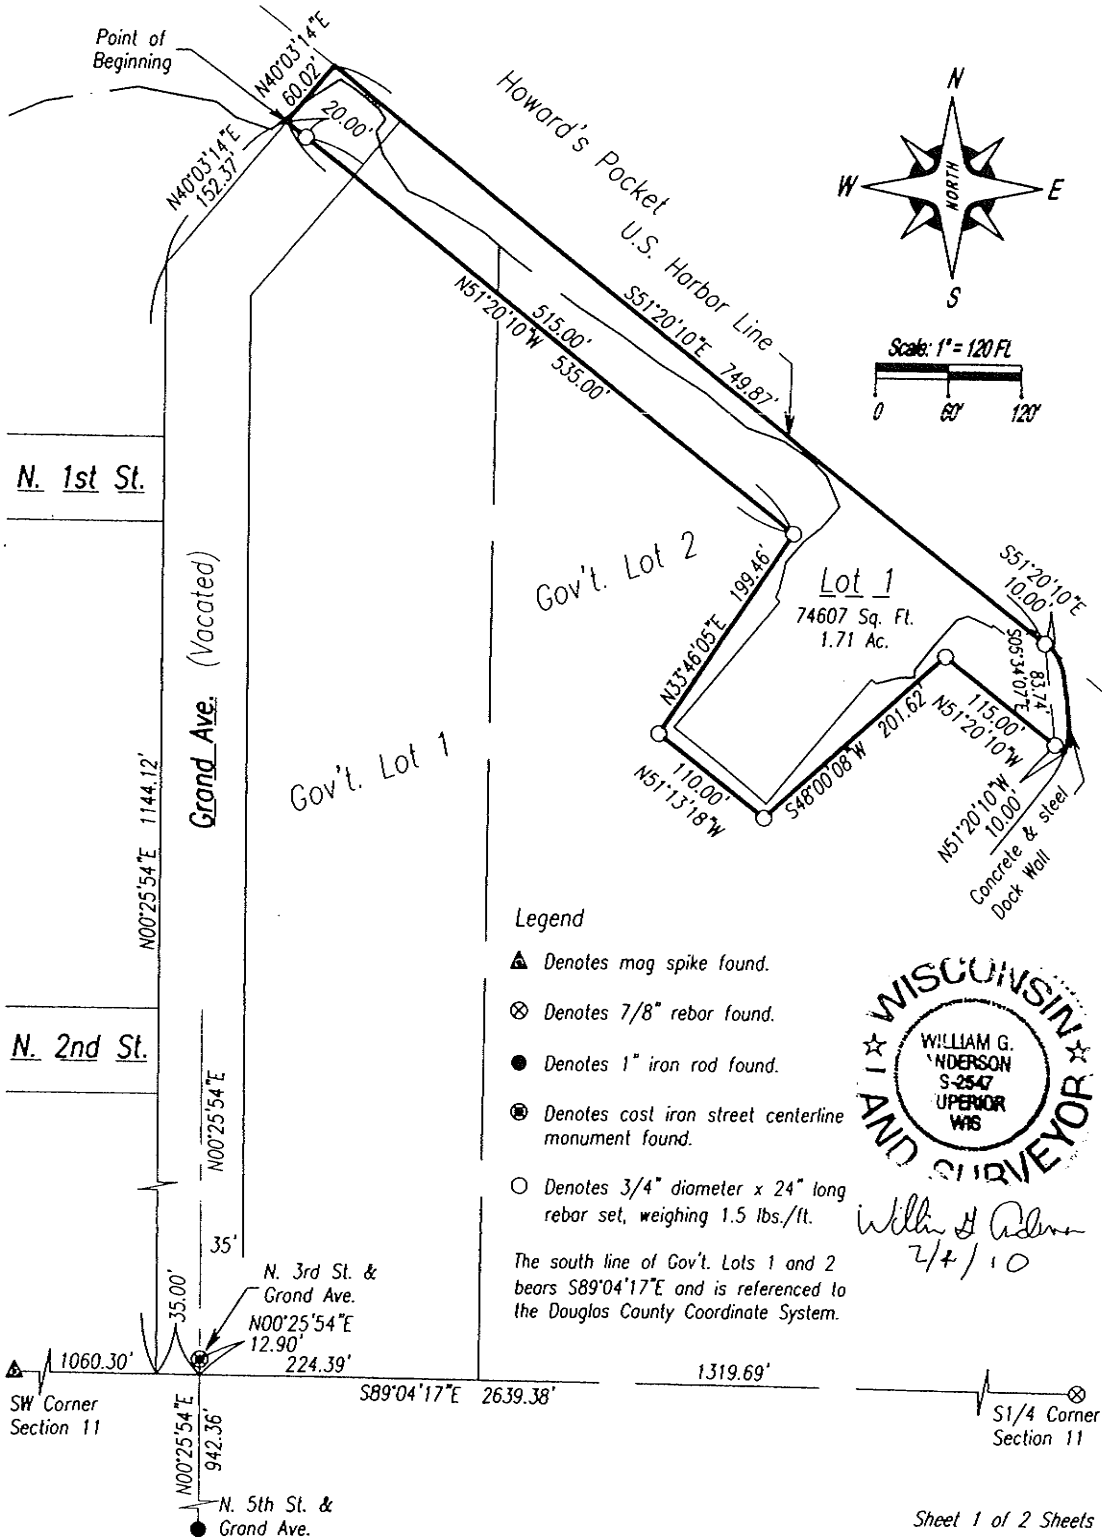 Point of
Beginning
N40°03'14"E
60.02'
20.00'
N40°03'14"E
152.37'
Howard's Pocket
U.S. Harbor Line
N
W
E
S
NORTH
S51°20'10"E 749.87'
515.00'
N51°20'10"W 535.00'
Scale: 1" = 120 Ft.
0 60' 120'
N. 1st St.
Grand Ave. (Vacated)
Gov't. Lot 2
N33°46'05"E 199.46'
Lot 1
74607 Sq. Ft.
1.71 Ac.
S51°20'10"E
10.00'
S05°34'07"E
83.74'
115.00'
N51°20'10"W
S48°00'08"W 201.62'
110.00'
N51°13'18"W
N51°20'10"W
10.00'
Concrete & steel
Dock Wall
Gov't. Lot 1
N00°25'54"E 1144.12'
N. 2nd St.
N00°25'54"E
35'
35.00'
Legend
Denotes mag spike found.
Denotes 7/8" rebar found.
Denotes 1" iron rod found.
Denotes cast iron street centerline
monument found.
Denotes 3/4" diameter x 24" long
rebar set, weighing 1.5 lbs./ft.
The south line of Gov't. Lots 1 and 2
bears S89°04'17"E and is referenced to
the Douglas County Coordinate System.
WISCONSIN
WILLIAM G.
NDERSON
S-2547
UPERIOR
WIS
AND SURVEYOR
2/4/10
N. 3rd St. &
Grand Ave.
N00°25'54"E
12.90'
1060.30'
224.39'
1319.69'
S89°04'17"E 2639.38'
SW Corner
Section 11
S1/4 Corner
Section 11
N00°25'54"E
942.36'
N. 5th St. &
Grand Ave.
Sheet 1 of 2 Sheets